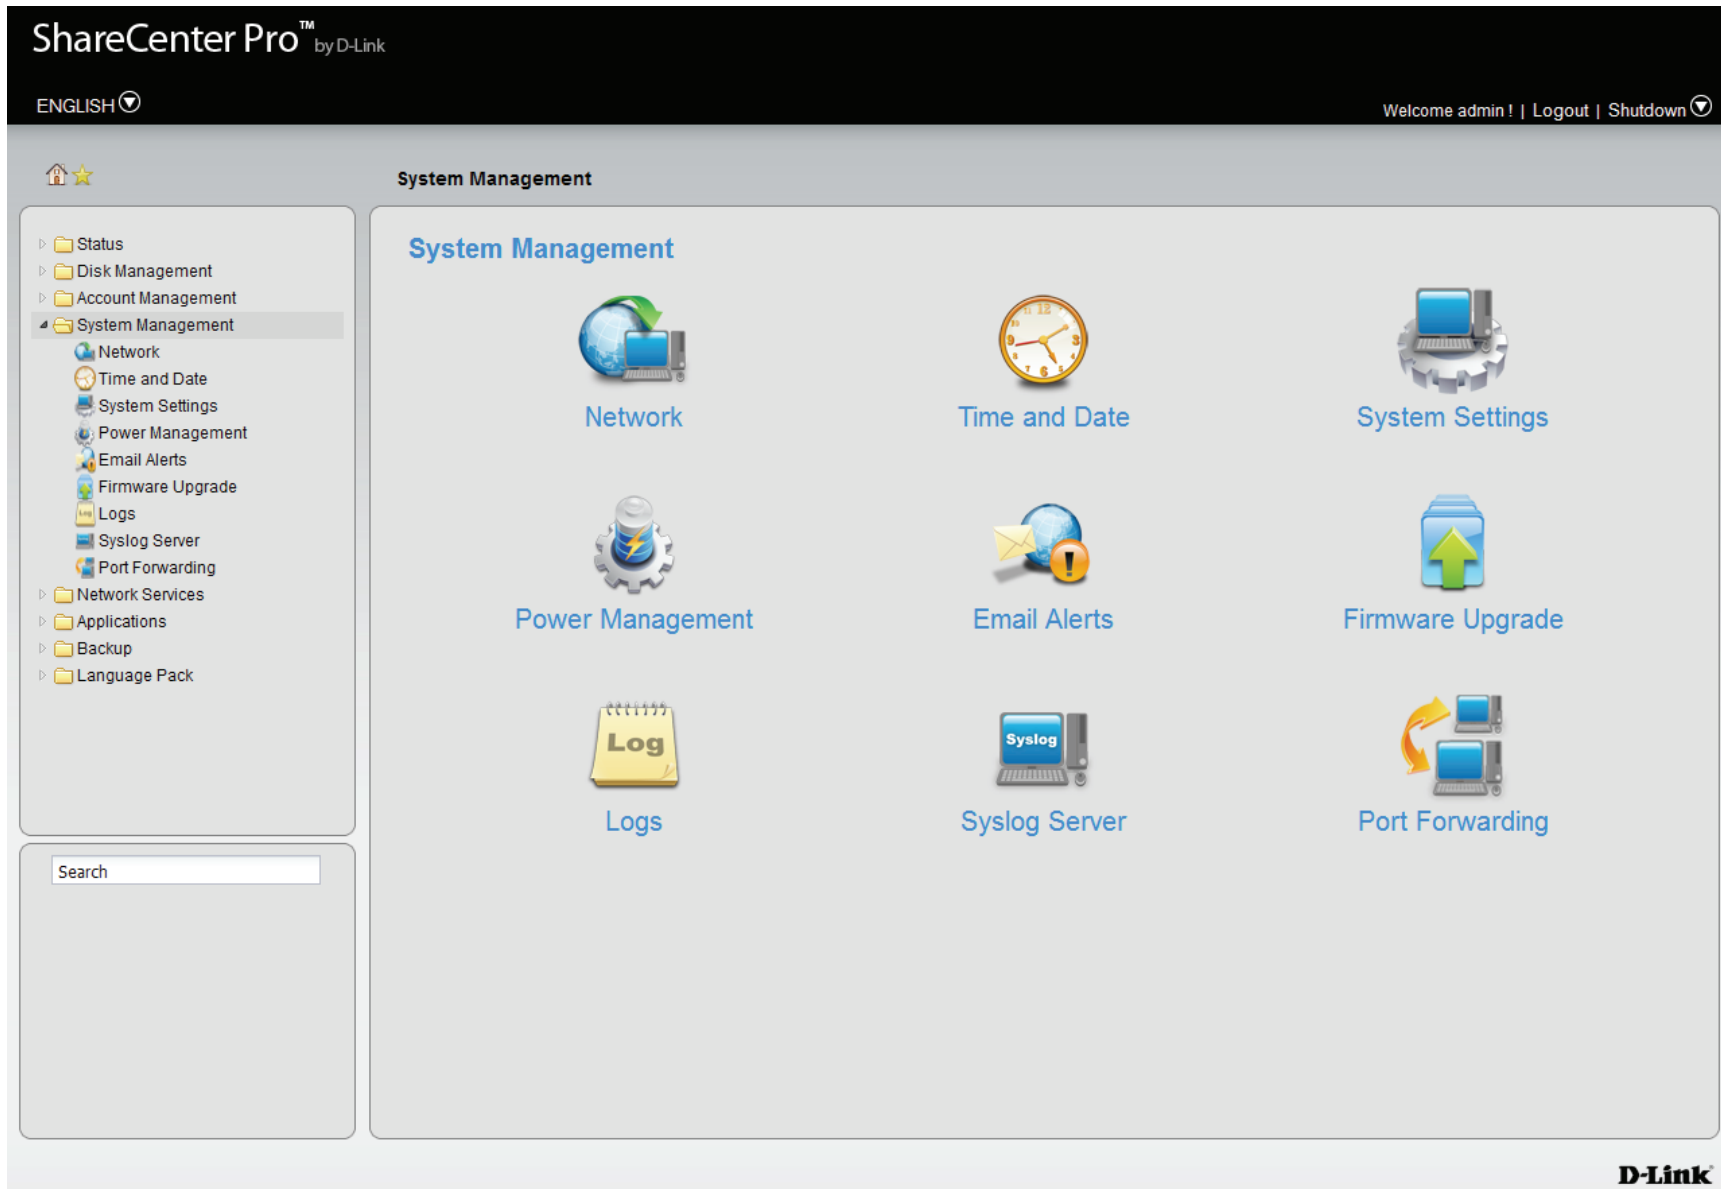 ShareCenter Pro™ by D-Link
ENGLISH
Welcome admin ! | Logout | Shutdown
System Management
Status
Disk Management
Account Management
System Management
Network
Time and Date
System Settings
Power Management
Email Alerts
Firmware Upgrade
Logs
Syslog Server
Port Forwarding
Network Services
Applications
Backup
Language Pack
Search
System Management
Network
Time and Date
System Settings
Power Management
Email Alerts
Firmware Upgrade
Log
Syslog
Logs
Syslog Server
Port Forwarding
D-Link